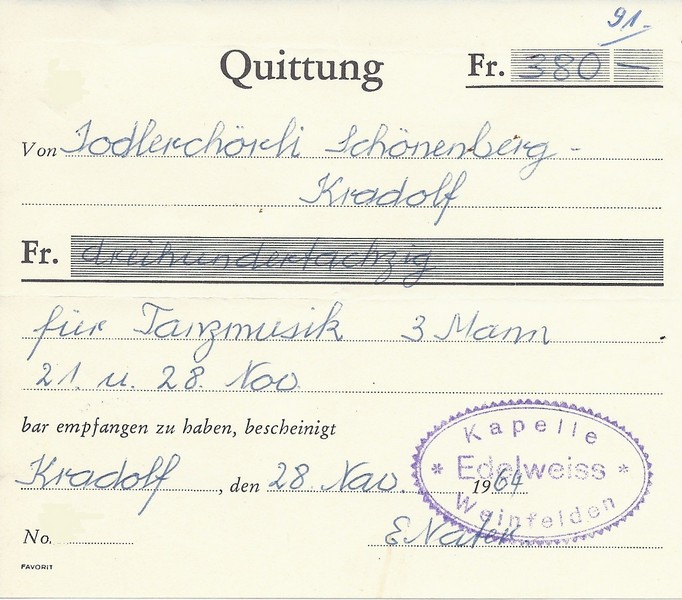 91.-
Quittung Fr. 380.—
Von Jodlerchörli Schönenberg-
Kradolf
Fr. dreihundertachzig
für Tanzmusik 3 Mann
21. u. 28. Nov.
bar empfangen zu haben, bescheinigt
Kradolf, den 28. Nov. 1964
Kapelle
* Edelweiss *
Weinfelden
No. E. Nater
FAVORIT